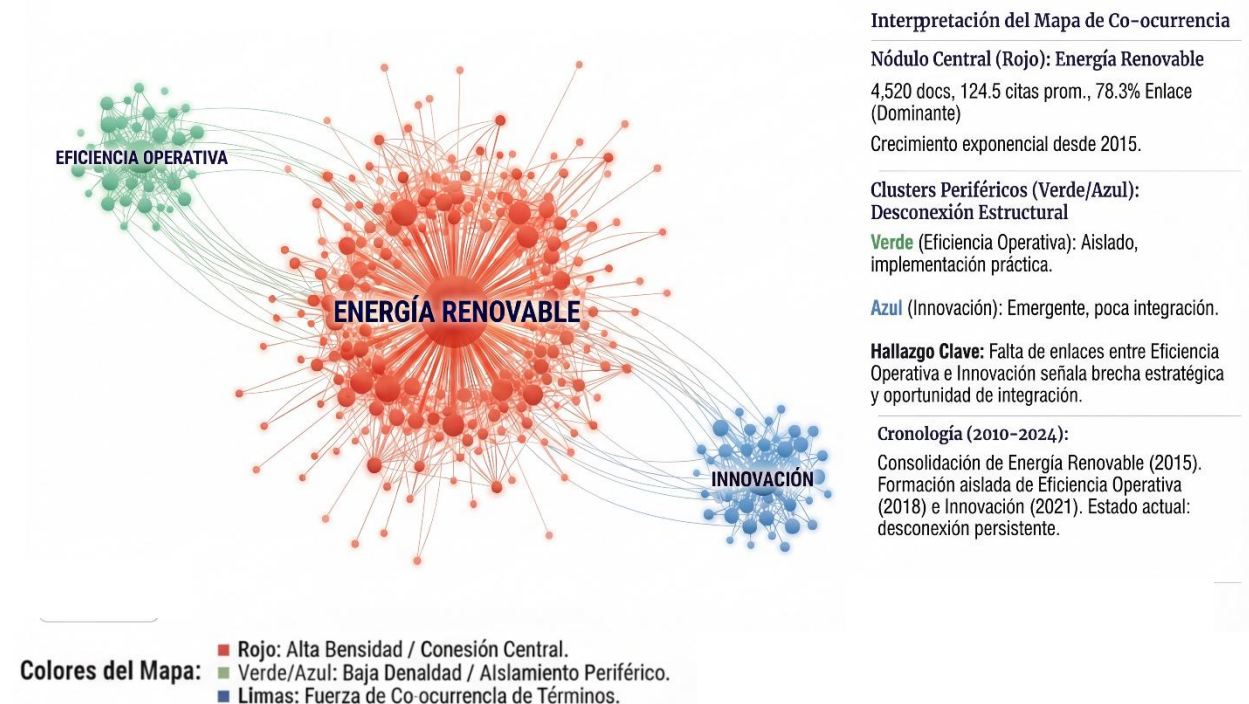 EFICIENCIA OPERATIVA
ENERGÍA RENOVABLE
INNOVACIÓN
Interpretación del Mapa de Co-ocurrencia
Nódulo Central (Rojo): Energía Renovable
4,520 docs, 124.5 citas prom., 78.3% Enlace
(Dominante)
Crecimiento exponencial desde 2015.
Clusters Periféricos (Verde/Azul):
Desconexión Estructural
Verde (Eficiencia Operativa): Aislado,
implementación práctica.
Azul (Innovación): Emergente, poca integración.
Hallazgo Clave: Falta de enlaces entre Eficiencia
Operativa e Innovación señala brecha estratégica
y oportunidad de integración.
Cronología (2010-2024):
Consolidación de Energía Renovable (2015).
Formación aislada de Eficiencia Operativa
(2018) e Innovación (2021). Estado actual:
desconexión persistente.
Colores del Mapa:
Rojo: Alta Bensidad / Conesión Central.
Verde/Azul: Baja Denaldad / Alslamiento Periférico.
Limas: Fuerza de Co-ocurrencla de Términos.